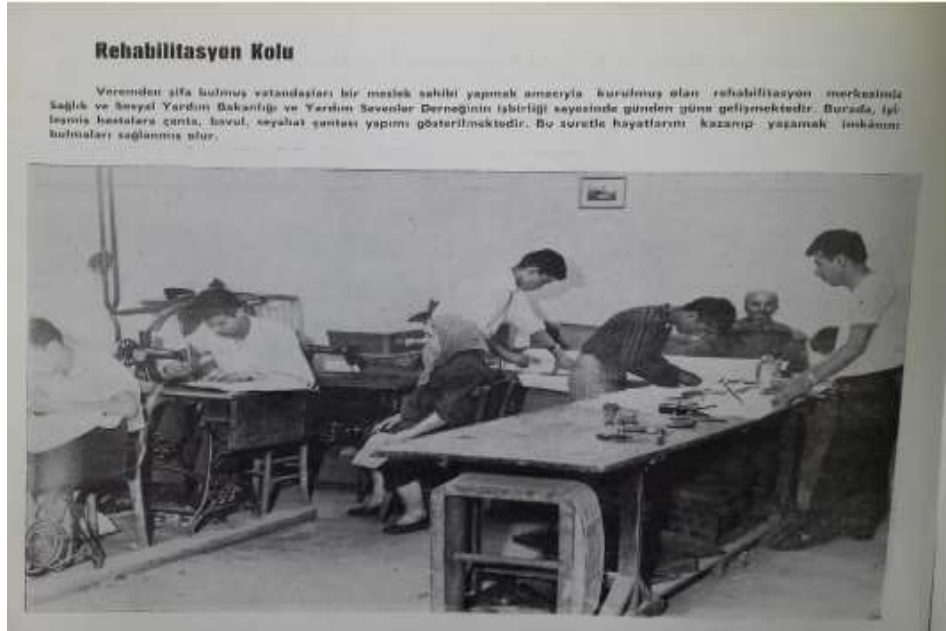 Rehabilitasyon Kolu
Veremden şifa bulmuş vatandaşları bir meslek sahibi yapmak amacıyla kurulmuş olan rehabilitasyon merkezimiz
Sağlık ve Sosyal Yardım Bakanlığı ve Yardım Sevenler Derneğinin işbirliği sayesinde günden güne gelişmektedir. Burada, iyi-
leşmiş hastalara çanta, bavul, seyahat çantası yapımı gösterilmektedir. Bu suretle hayatlarını kazanıp yaşamak imkânını
bulmaları sağlanmış olur.